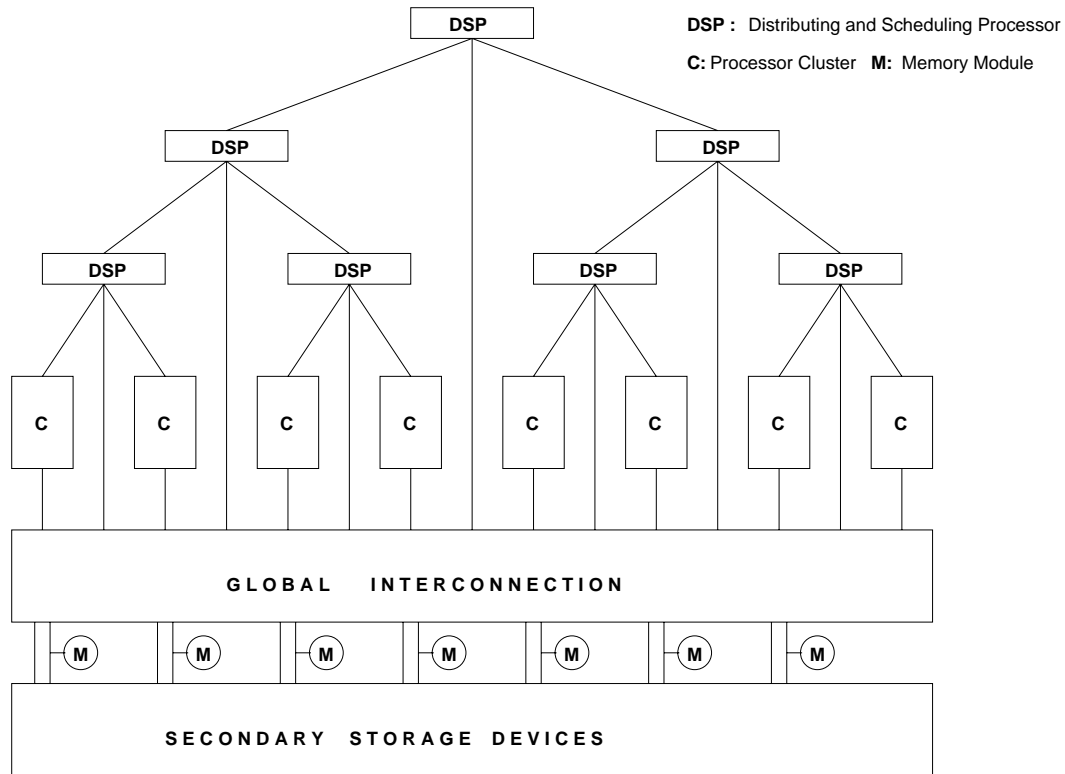 DSP
DSP : Distributing and Scheduling Processor
C: Processor Cluster M: Memory Module
DSP DSP
DSP DSP DSP DSP
C C C C C C C C
GLOBAL INTERCONNECTION
M M M M M M M
SECONDARY STORAGE DEVICES